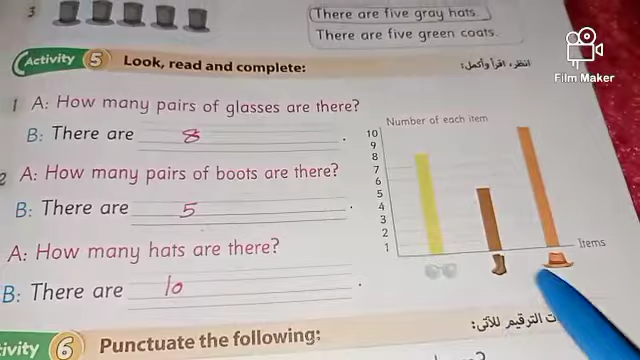 3
There are five gray hats.
There are five green coats.
Activity 5 Look, read and complete:
انظر، اقرأ وأكمل:
Film Maker
1 A: How many pairs of glasses are there?
B: There are 8 .
2 A: How many pairs of boots are there?
B: There are 5 .
A: How many hats are there?
B: There are 10 .
Number of each item
10
9
8
7
6
5
4
3
2
1
Items
ivity 6 Punctuate the following:
ت الترقيم للآتى: